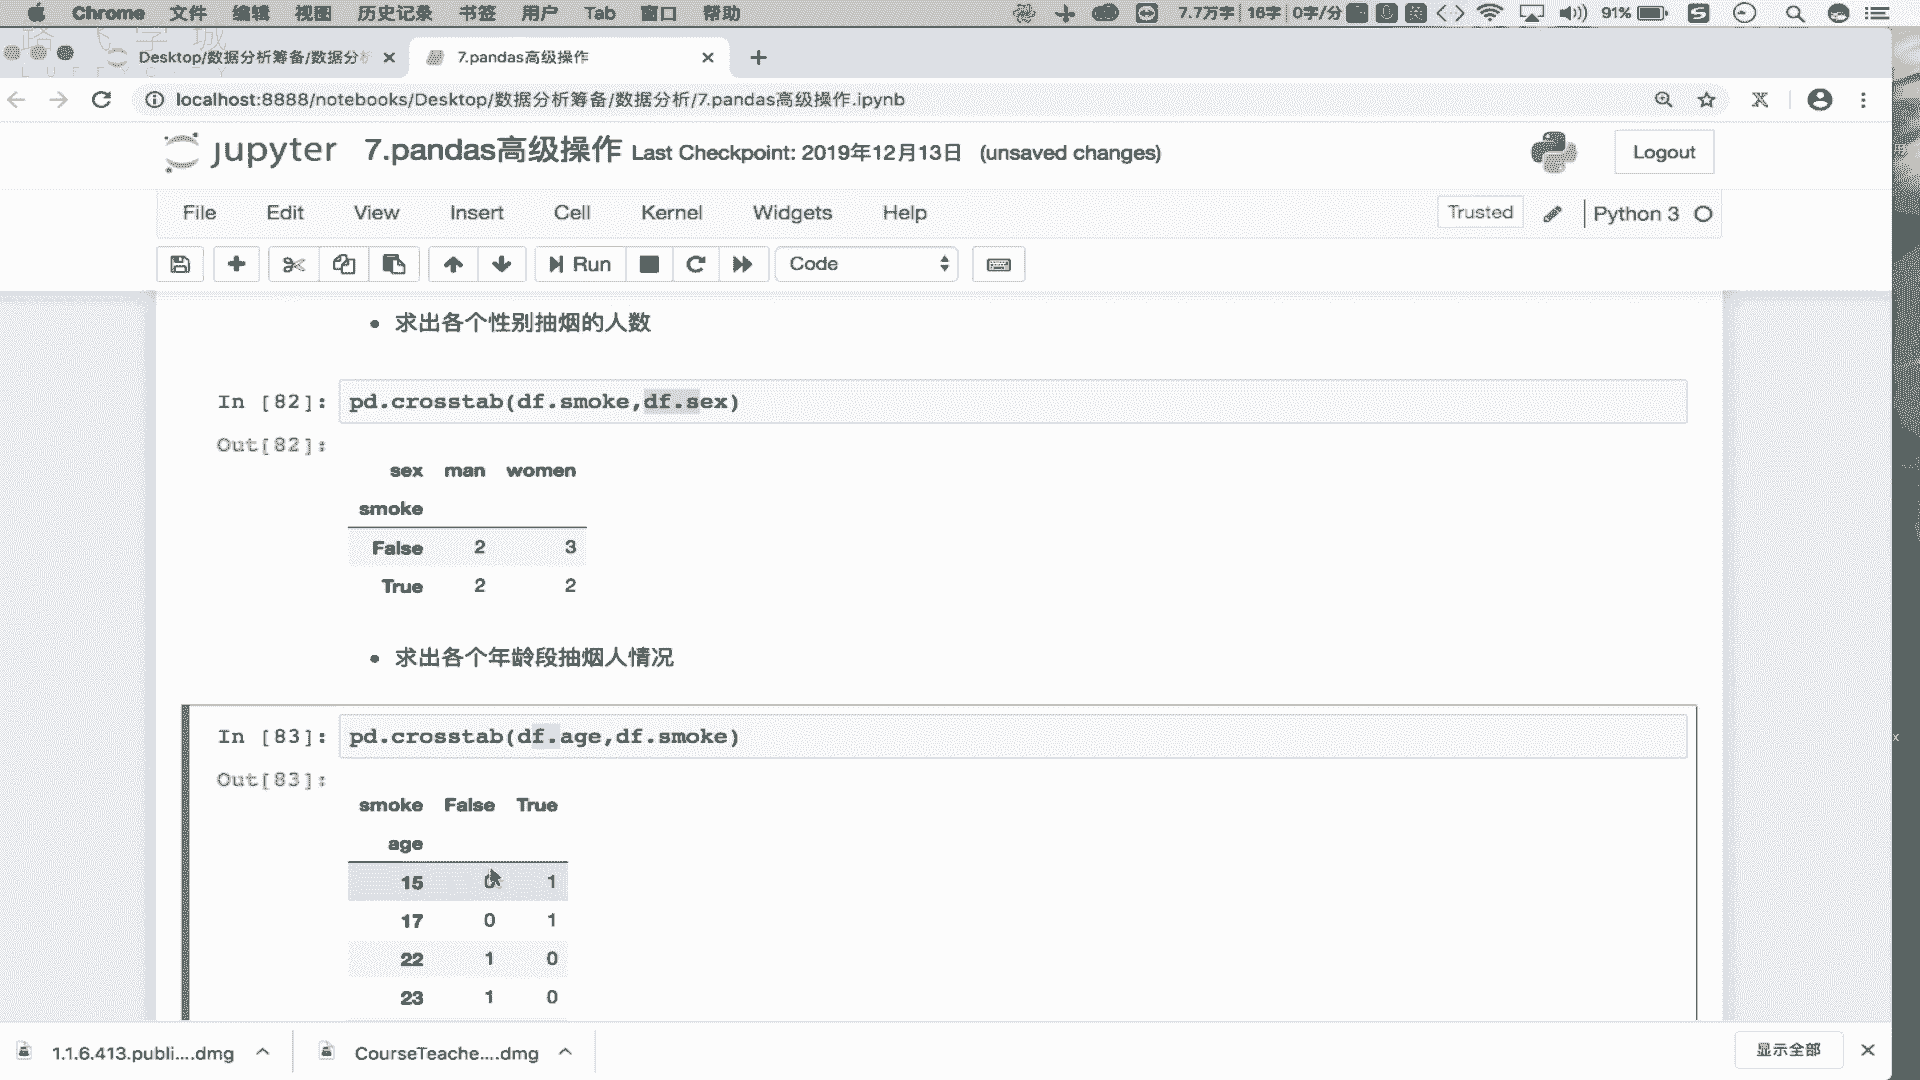 Chrome 文件 编辑 视图 历史记录 书签 用户 Tab 窗口 帮助 7.7万字 16字 0字/分 91%
Desktop/数据分析筹备/数据分 7.pandas高级操作
localhost:8888/notebooks/Desktop/数据分析筹备/数据分析/7.pandas高级操作.ipynb
jupyter 7.pandas高级操作 Last Checkpoint: 2019年12月13日 (unsaved changes) Logout
File Edit View Insert Cell Kernel Widgets Help Trusted Python 3
Run Code
求出各个性别抽烟的人数
In [82]: pd.crosstab(df.smoke,df.sex)
Out[82]:
sex man women
smoke
False 2 3
True 2 2
求出各个年龄段抽烟人情况
In [83]: pd.crosstab(df.age,df.smoke)
Out[83]:
smoke False True
age
15 0 1
17 0 1
22 1 0
23 1 0
1.1.6.413.publi....dmg CourseTeache....dmg 显示全部